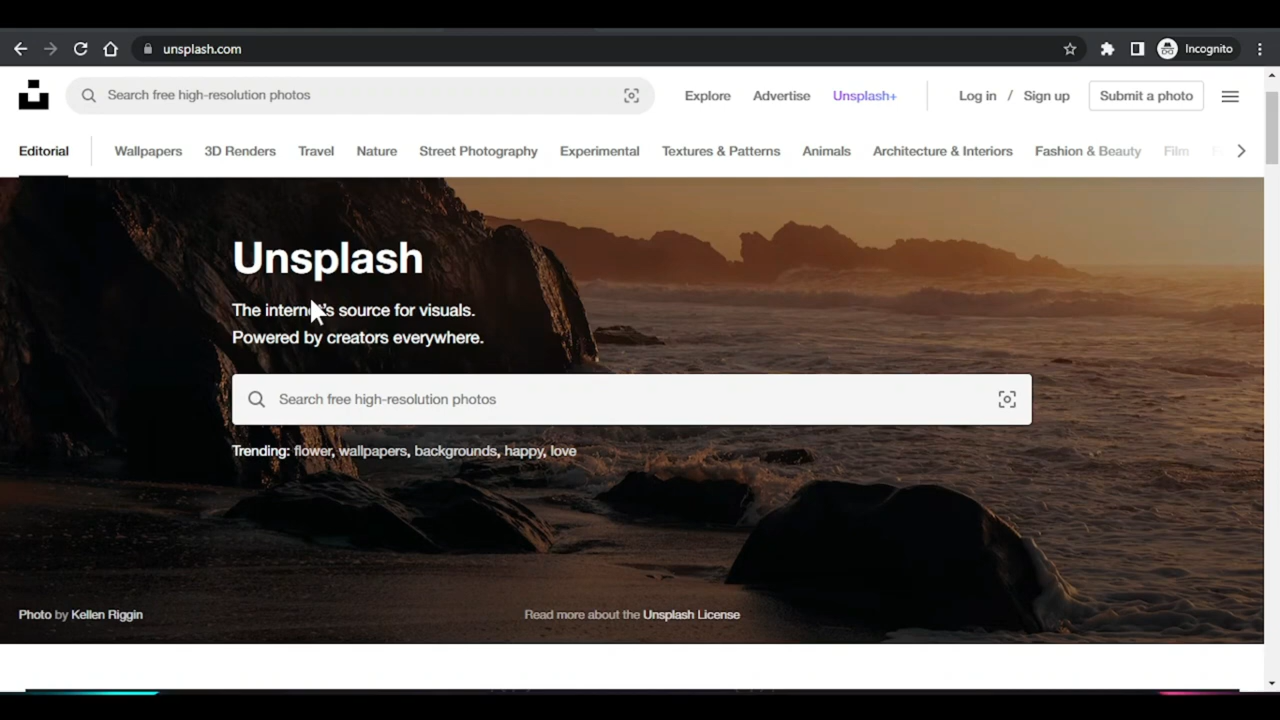 unsplash.com
Incognito
Search free high-resolution photos
Explore
Advertise
Unsplash+
Log in / Sign up
Submit a photo
Editorial
Wallpapers
3D Renders
Travel
Nature
Street Photography
Experimental
Textures & Patterns
Animals
Architecture & Interiors
Fashion & Beauty
Film
Unsplash
The internet's source for visuals.
Powered by creators everywhere.
Search free high-resolution photos
Trending: flower, wallpapers, backgrounds, happy, love
Photo by Kellen Riggin
Read more about the Unsplash License